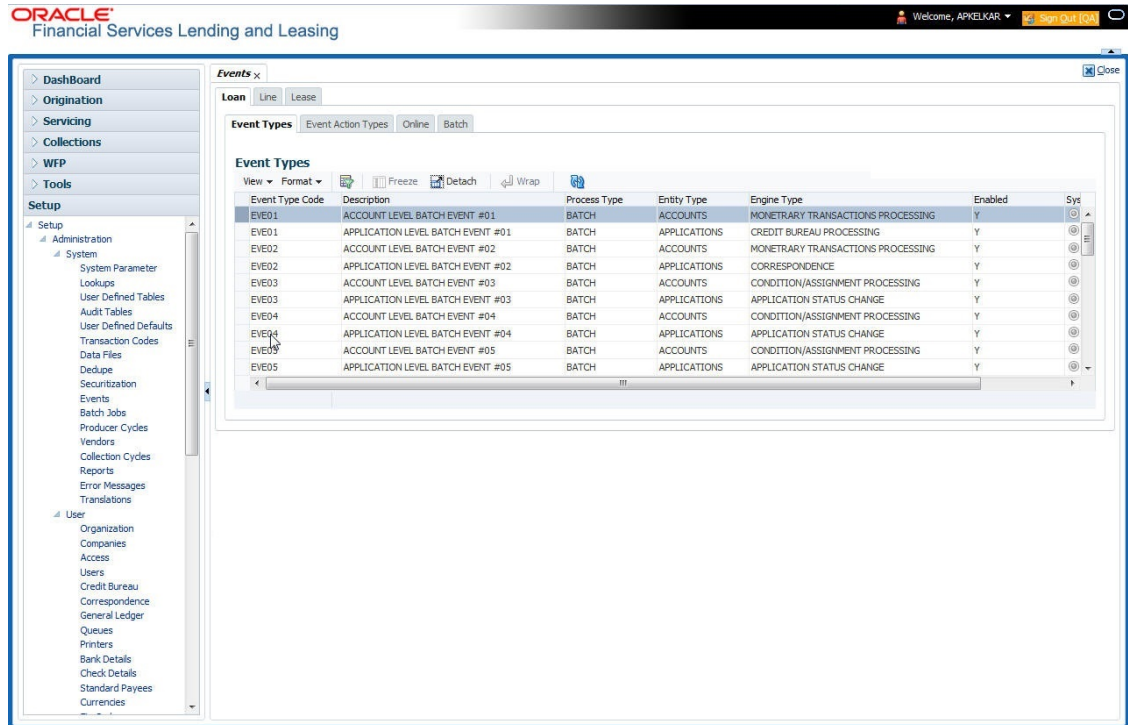 ORACLE®
Financial Services Lending and Leasing
Welcome, APKELKAR
Sign Out [QA]
DashBoard
Origination
Servicing
Collections
WFP
Tools
Setup
Setup
Administration
System
System Parameter
Lookups
User Defined Tables
Audit Tables
User Defined Defaults
Transaction Codes
Data Files
Dedupe
Securitization
Events
Batch Jobs
Producer Cycles
Vendors
Collection Cycles
Reports
Error Messages
Translations
User
Organization
Companies
Access
Users
Credit Bureau
Correspondence
General Ledger
Queues
Printers
Bank Details
Check Details
Standard Payees
Currencies
Events
Close
Loan Line Lease
Event Types Event Action Types Online Batch
Event Types
View Format Freeze Detach Wrap
Event Type Code Description Process Type Entity Type Engine Type Enabled Sys
EVE01 ACCOUNT LEVEL BATCH EVENT #01 BATCH ACCOUNTS MONETRARY TRANSACTIONS PROCESSING Y
EVE01 APPLICATION LEVEL BATCH EVENT #01 BATCH APPLICATIONS CREDIT BUREAU PROCESSING Y
EVE02 ACCOUNT LEVEL BATCH EVENT #02 BATCH ACCOUNTS MONETRARY TRANSACTIONS PROCESSING Y
EVE02 APPLICATION LEVEL BATCH EVENT #02 BATCH APPLICATIONS CORRESPONDENCE Y
EVE03 ACCOUNT LEVEL BATCH EVENT #03 BATCH ACCOUNTS CONDITION/ASSIGNMENT PROCESSING Y
EVE03 APPLICATION LEVEL BATCH EVENT #03 BATCH APPLICATIONS APPLICATION STATUS CHANGE Y
EVE04 ACCOUNT LEVEL BATCH EVENT #04 BATCH ACCOUNTS CONDITION/ASSIGNMENT PROCESSING Y
EVE04 APPLICATION LEVEL BATCH EVENT #04 BATCH APPLICATIONS APPLICATION STATUS CHANGE Y
EVE05 ACCOUNT LEVEL BATCH EVENT #05 BATCH ACCOUNTS CONDITION/ASSIGNMENT PROCESSING Y
EVE05 APPLICATION LEVEL BATCH EVENT #05 BATCH APPLICATIONS APPLICATION STATUS CHANGE Y